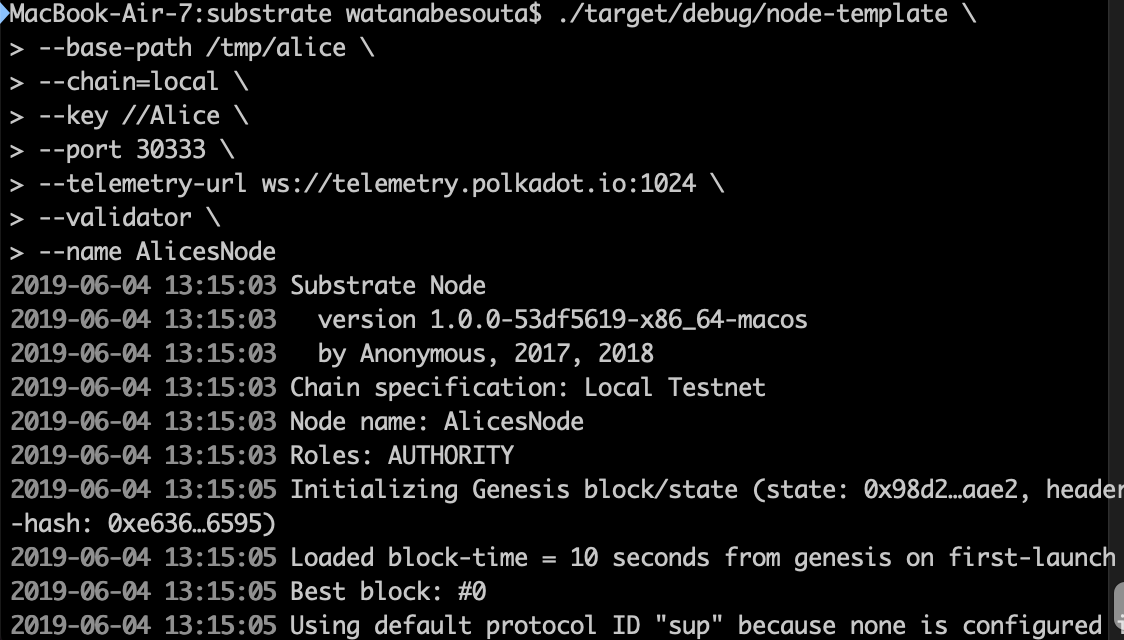 MacBook-Air-7:substrate watanabesouta$ ./target/debug/node-template \
> --base-path /tmp/alice \
> --chain=local \
> --key //Alice \
> --port 30333 \
> --telemetry-url ws://telemetry.polkadot.io:1024 \
> --validator \
> --name AlicesNode
2019-06-04 13:15:03 Substrate Node
2019-06-04 13:15:03   version 1.0.0-53df5619-x86_64-macos
2019-06-04 13:15:03   by Anonymous, 2017, 2018
2019-06-04 13:15:03 Chain specification: Local Testnet
2019-06-04 13:15:03 Node name: AlicesNode
2019-06-04 13:15:03 Roles: AUTHORITY
2019-06-04 13:15:05 Initializing Genesis block/state (state: 0x98d2…aae2, header
-hash: 0xe636…6595)
2019-06-04 13:15:05 Loaded block-time = 10 seconds from genesis on first-launch
2019-06-04 13:15:05 Best block: #0
2019-06-04 13:15:05 Using default protocol ID "sup" because none is configured